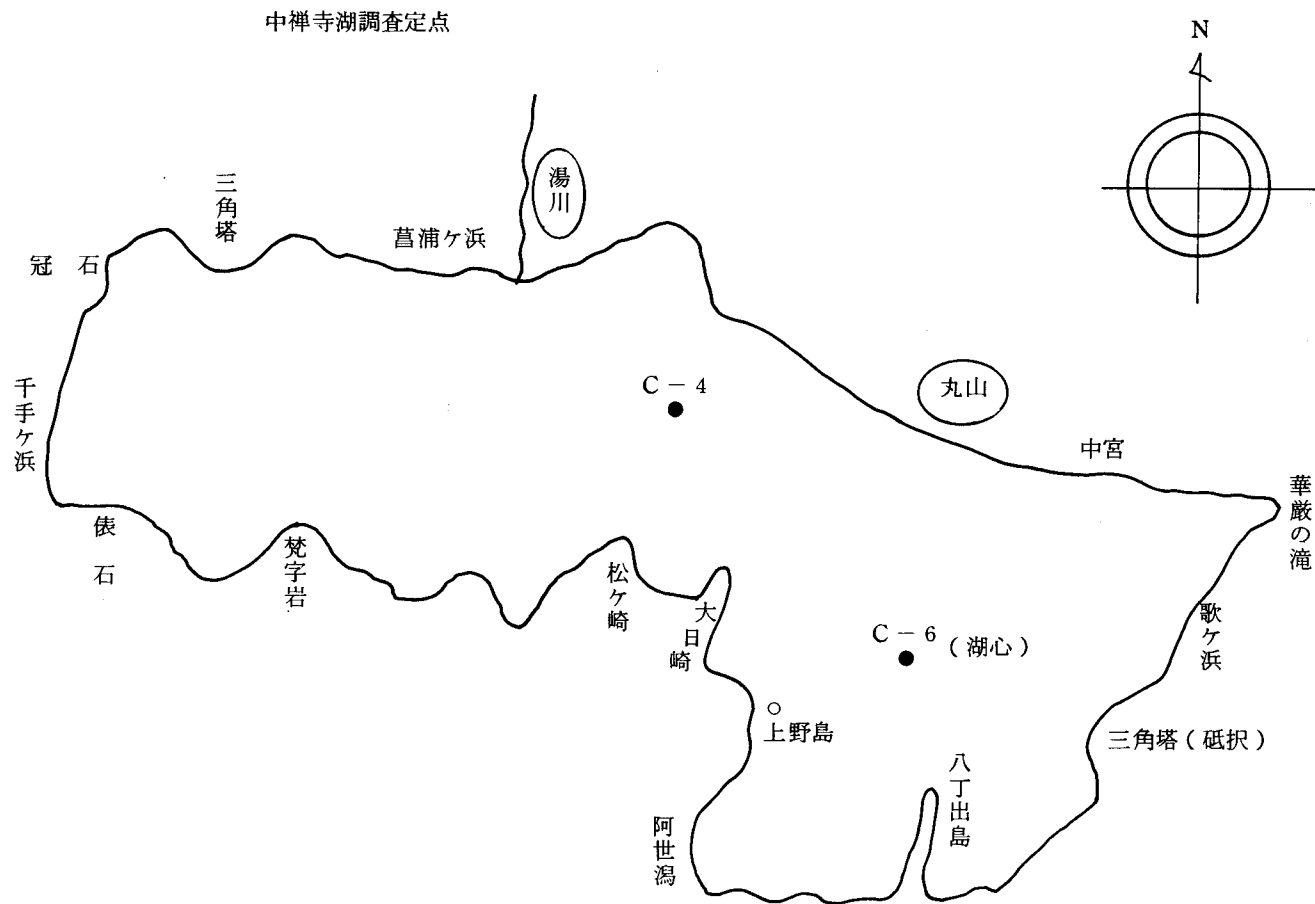 中禅寺湖調査定点
N
湯川
三角塔
菖浦ケ浜
冠石
C－4
丸山
千手ケ浜
中宮
華厳の滝
俵石
梵字岩
松ケ崎
大日崎
歌ケ浜
C－6（湖心）
上野島
三角塔（砥択）
八丁出島
阿世潟